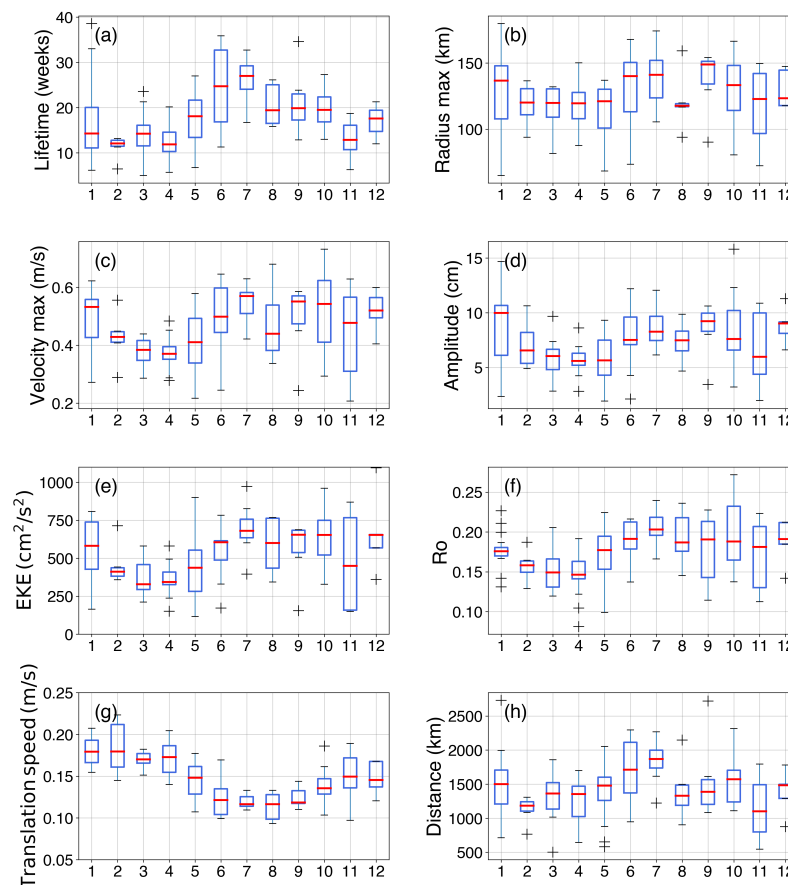 (a)
Lifetime (weeks)
40
30
20
10
1 2 3 4 5 6 7 8 9 10 11 12
(b)
Radius max (km)
150
100
1 2 3 4 5 6 7 8 9 10 11 12
(c)
Velocity max (m/s)
0.6
0.4
0.2
1 2 3 4 5 6 7 8 9 10 11 12
(d)
Amplitude (cm)
15
10
5
1 2 3 4 5 6 7 8 9 10 11 12
(e)
EKE (cm²/s²)
1000
750
500
250
0
1 2 3 4 5 6 7 8 9 10 11 12
(f)
Ro
0.25
0.20
0.15
0.10
1 2 3 4 5 6 7 8 9 10 11 12
(g)
Translation speed (m/s)
0.25
0.20
0.15
0.10
0.05
1 2 3 4 5 6 7 8 9 10 11 12
(h)
Distance (km)
2500
2000
1500
1000
500
1 2 3 4 5 6 7 8 9 10 11 12